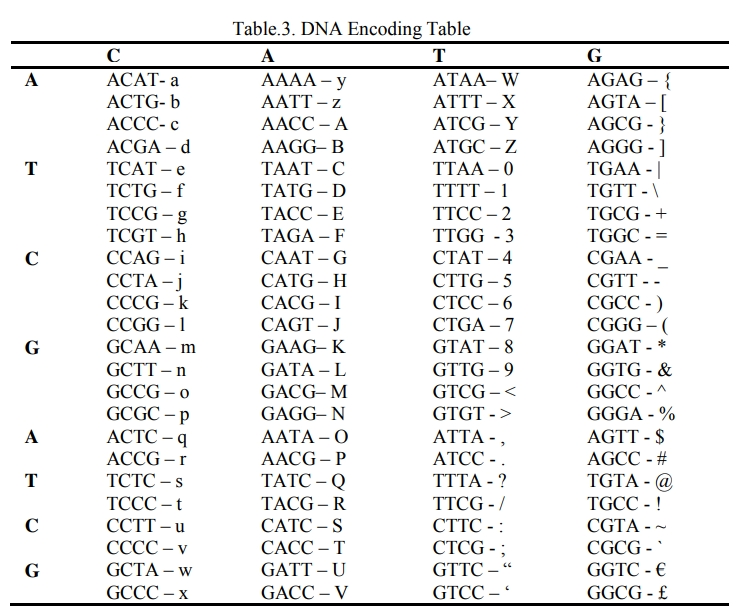 Table.3. DNA Encoding Table
C A T G
A ACAT- a AAAA – y ATAA– W AGAG – {
ACTG- b AATT – z ATTT – X AGTA – [
ACCC- c AACC – A ATCG – Y AGCG - }
ACGA – d AAGG– B ATGC – Z AGGG - ]
T TCAT – e TAAT – C TTAA – 0 TGAA - |
TCTG – f TATG – D TTTT – 1 TGTT - \
TCCG – g TACC – E TTCC – 2 TGCG - +
TCGT – h TAGA – F TTGG - 3 TGGC - =
C CCAG – i CAAT – G CTAT – 4 CGAA - _
CCTA – j CATG – H CTTG – 5 CGTT - -
CCCG – k CACG – I CTCC – 6 CGCC - )
CCGG – l CAGT – J CTGA – 7 CGGG – (
G GCAA – m GAAG– K GTAT – 8 GGAT - *
GCTT – n GATA – L GTTG – 9 GGTG - &
GCCG – o GACG– M GTCG – < GGCC - ^
GCGC – p GAGG– N GTGT - > GGGA - %
A ACTC – q AATA – O ATTA - , AGTT - $
ACCG – r AACG – P ATCC - . AGCC - #
T TCTC – s TATC – Q TTTA - ? TGTA - @
TCCC – t TACG – R TTCG - / TGCC - !
C CCTT – u CATC – S CTTC - : CGTA - ~
CCCC – v CACC – T CTCG - ; CGCG - `
G GCTA – w GATT – U GTTC – “ GGTC - €
GCCC – x GACC – V GTCC – ‘ GGCG - £